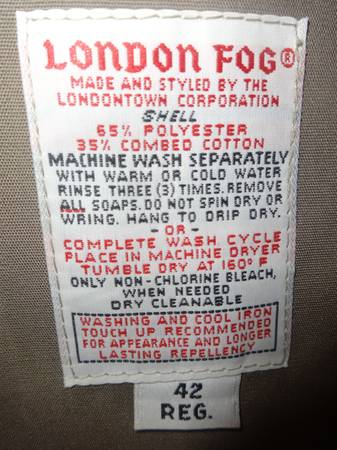 LONDON FOG®
MADE AND STYLED BY THE
LONDONTOWN CORPORATION
SHELL
65% POLYESTER
35% COMBED COTTON
MACHINE WASH SEPARATELY
WITH WARM OR COLD WATER
RINSE THREE (3) TIMES. REMOVE
ALL SOAPS. DO NOT SPIN DRY OR
WRING. HANG TO DRIP DRY.
- OR -
COMPLETE WASH CYCLE
PLACE IN MACHINE DRYER
TUMBLE DRY AT 160° F
ONLY NON-CHLORINE BLEACH,
WHEN NEEDED
DRY CLEANABLE
WASHING AND COOL IRON
TOUCH UP RECOMMENDED
FOR APPEARANCE AND LONGER
LASTING REPELLENCY
42
REG.